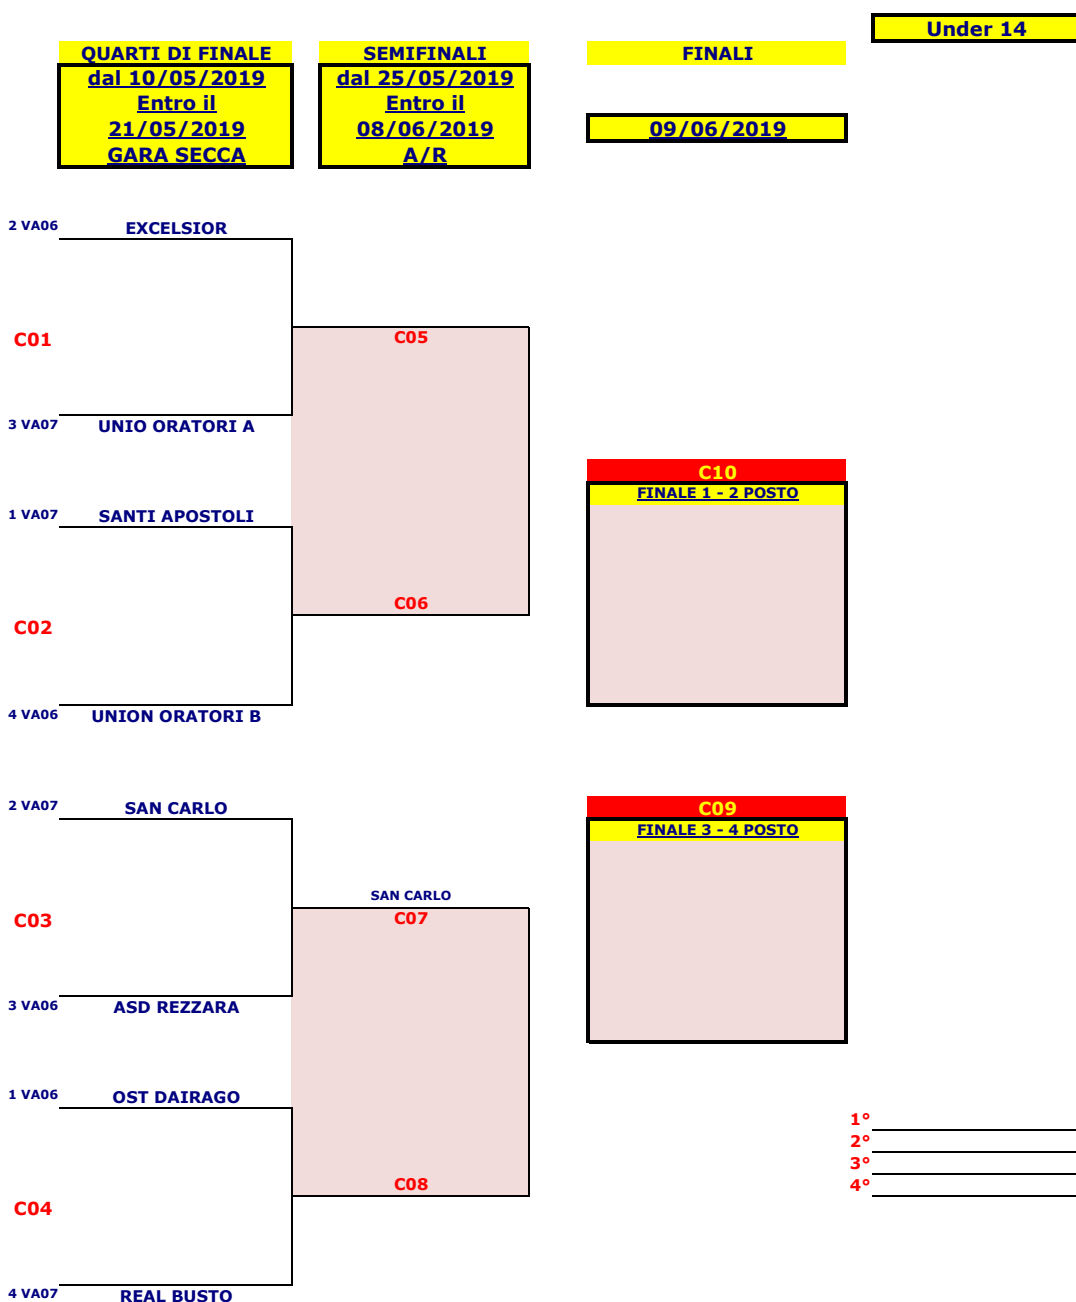 Under 14
QUARTI DI FINALE
dal 10/05/2019
Entro il
21/05/2019
GARA SECCA
SEMIFINALI
dal 25/05/2019
Entro il
08/06/2019
A/R
FINALI
09/06/2019
2 VA06 EXCELSIOR
C01
3 VA07 UNIO ORATORI A
1 VA07 SANTI APOSTOLI
C02
4 VA06 UNION ORATORI B
C05
C06
C10
FINALE 1 - 2 POSTO
2 VA07 SAN CARLO
C03
3 VA06 ASD REZZARA
1 VA06 OST DAIRAGO
C04
4 VA07 REAL BUSTO
SAN CARLO
C07
C08
C09
FINALE 3 - 4 POSTO
1°
2°
3°
4°